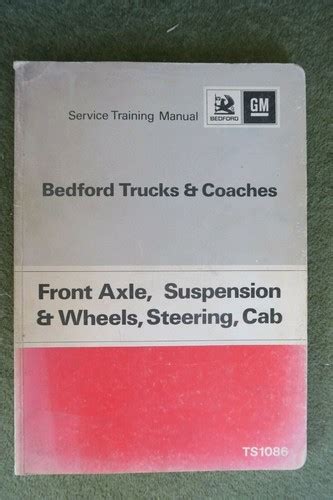 Service Training Manual
BEDFORD
GM
Bedford Trucks & Coaches
Front Axle, Suspension
& Wheels, Steering, Cab
TS1086